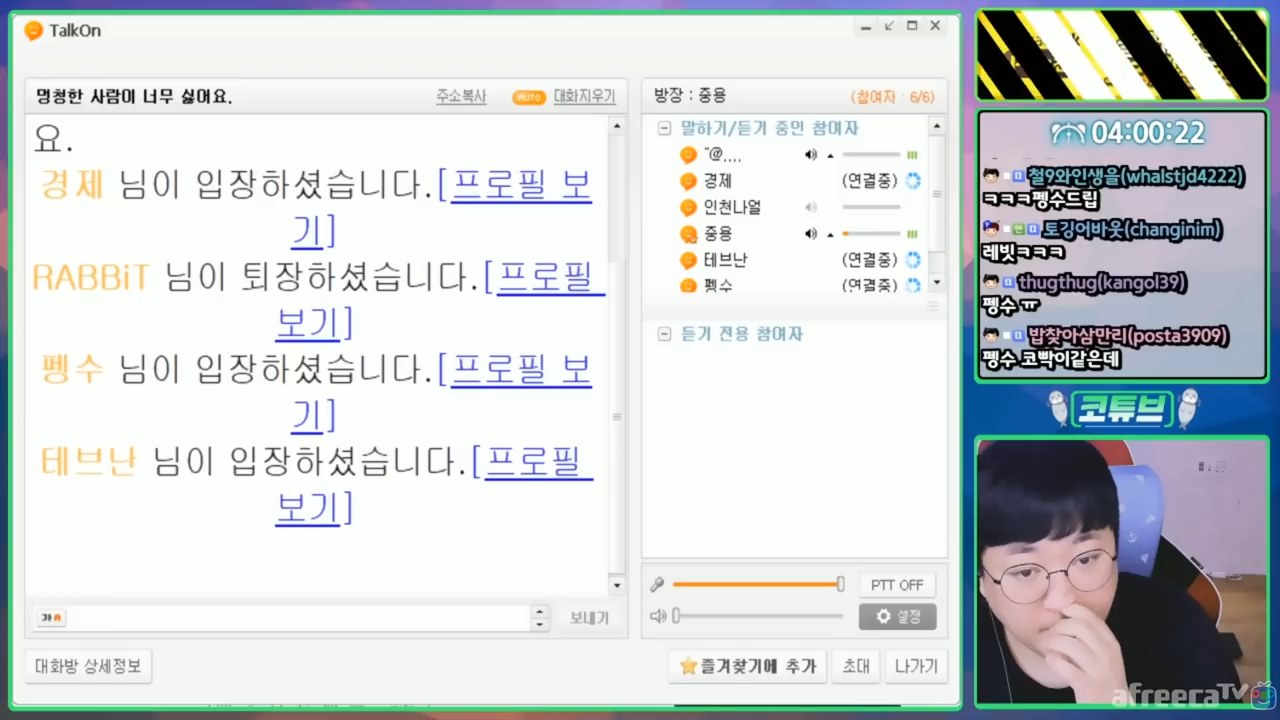 TalkOn
멍청한 사람이 너무 싫어요.
주소복사
AUTO
대화지우기
요.
경제 님이 입장하셨습니다.[프로필 보
기]
RABBiT 님이 퇴장하셨습니다.[프로필
보기]
펭수 님이 입장하셨습니다.[프로필 보
기]
테브난 님이 입장하셨습니다.[프로필
보기]
가
보내기
대화방 상세정보
방장 : 중용
(참여자 : 6/6)
말하기/듣기 중인 참여자
"@....
경제 (연결중)
인천나얼
중용
테브난 (연결중)
펭수 (연결중)
듣기 전용 참여자
PTT OFF
설정
즐겨찾기에 추가
초대
나가기
04:00:22
철9와인생을(whalstjd4222)
ㅋㅋㅋ펭수드립
토깅어바웃(changinim)
레빗ㅋㅋㅋ
thugthug(kangol39)
펭수 ㅠ
밥찾아삼만리(posta3909)
펭수 코빡이같은데
코튜브
afreecaTV